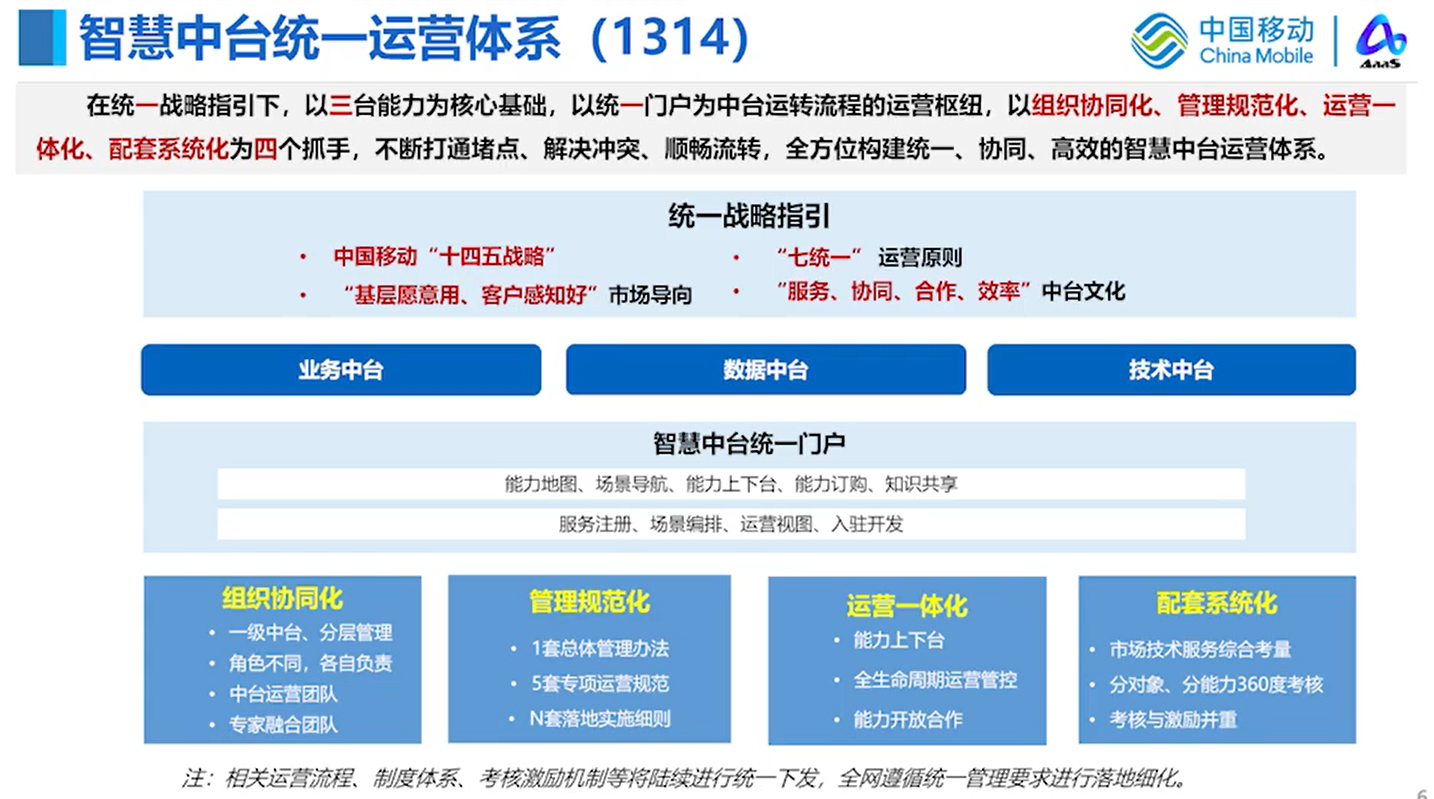 智慧中台统一运营体系（1314）
中国移动
China Mobile
AaaS
在统一战略指引下，以三台能力为核心基础，以统一门户为中台运转流程的运营枢纽，以组织协同化、管理规范化、运营一
体化、配套系统化为四个抓手，不断打通堵点、解决冲突、顺畅流转，全方位构建统一、协同、高效的智慧中台运营体系。
统一战略指引
• 中国移动“十四五战略”
• “基层愿意用、客户感知好”市场导向
• “七统一” 运营原则
• “服务、协同、合作、效率”中台文化
业务中台
数据中台
技术中台
智慧中台统一门户
能力地图、场景导航、能力上下台、能力订购、知识共享
服务注册、场景编排、运营视图、入驻开发
组织协同化
• 一级中台、分层管理
• 角色不同，各自负责
• 中台运营团队
• 专家融合团队
管理规范化
• 1套总体管理办法
• 5套专项运营规范
• N套落地实施细则
运营一体化
• 能力上下台
• 全生命周期运营管控
• 能力开放合作
配套系统化
• 市场技术服务综合考量
• 分对象、分能力360度考核
• 考核与激励并重
注：相关运营流程、制度体系、考核激励机制等将陆续进行统一下发，全网遵循统一管理要求进行落地细化。
6